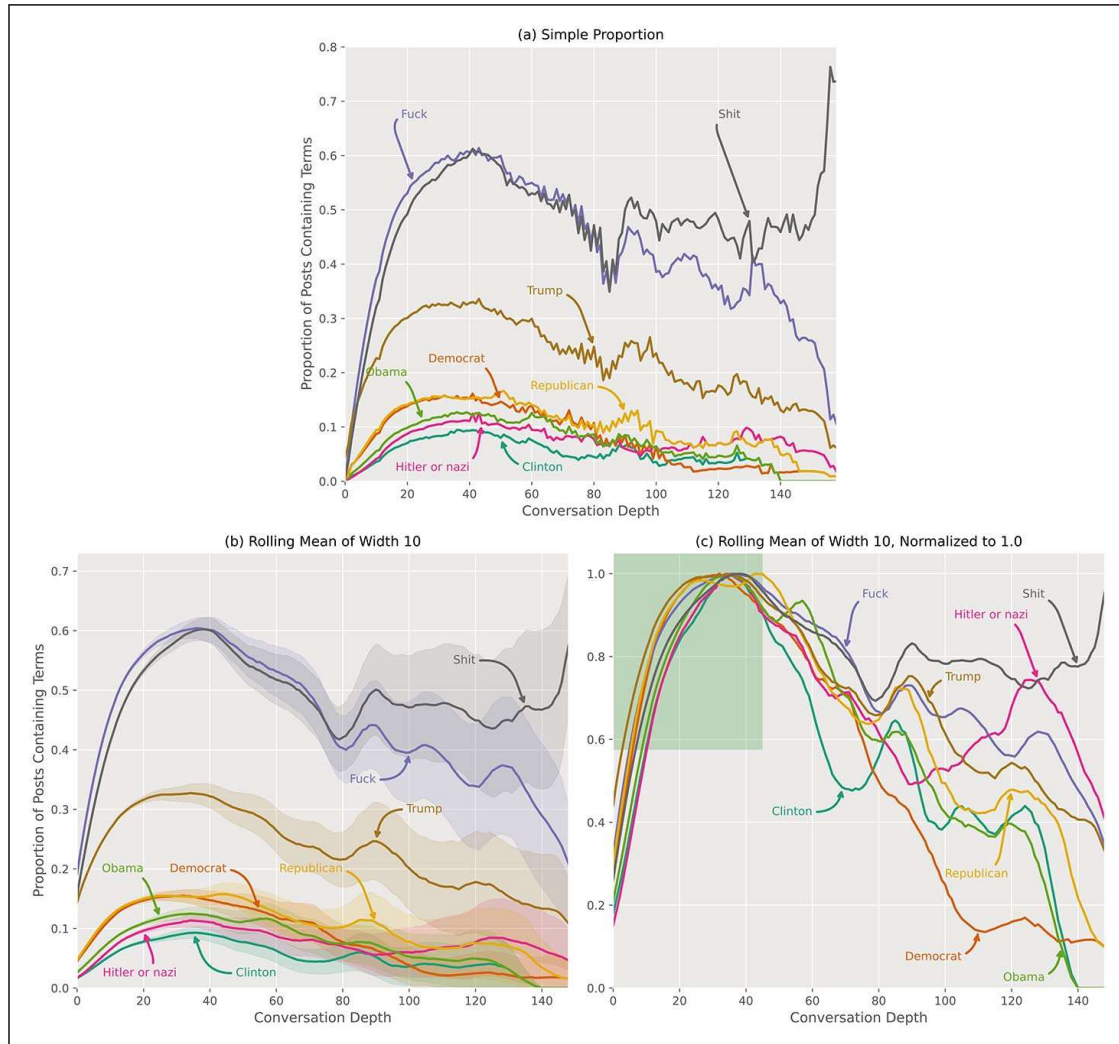 (a) Simple Proportion
0.8
0.7
0.6
0.5
0.4
0.3
0.2
0.1
0.0
Proportion of Posts Containing Terms
Fuck
Shit
Trump
Democrat
Obama
Republican
Hitler or nazi
Clinton
0 20 40 60 80 100 120 140
Conversation Depth
(b) Rolling Mean of Width 10
0.7
0.6
0.5
0.4
0.3
0.2
0.1
0.0
Proportion of Posts Containing Terms
Shit
Fuck
Trump
Obama
Democrat
Republican
Hitler or nazi
Clinton
0 20 40 60 80 100 120 140
Conversation Depth
(c) Rolling Mean of Width 10, Normalized to 1.0
1.0
0.8
0.6
0.4
0.2
0.0
Fuck
Shit
Hitler or nazi
Trump
Clinton
Republican
Democrat
Obama
0 20 40 60 80 100 120 140
Conversation Depth